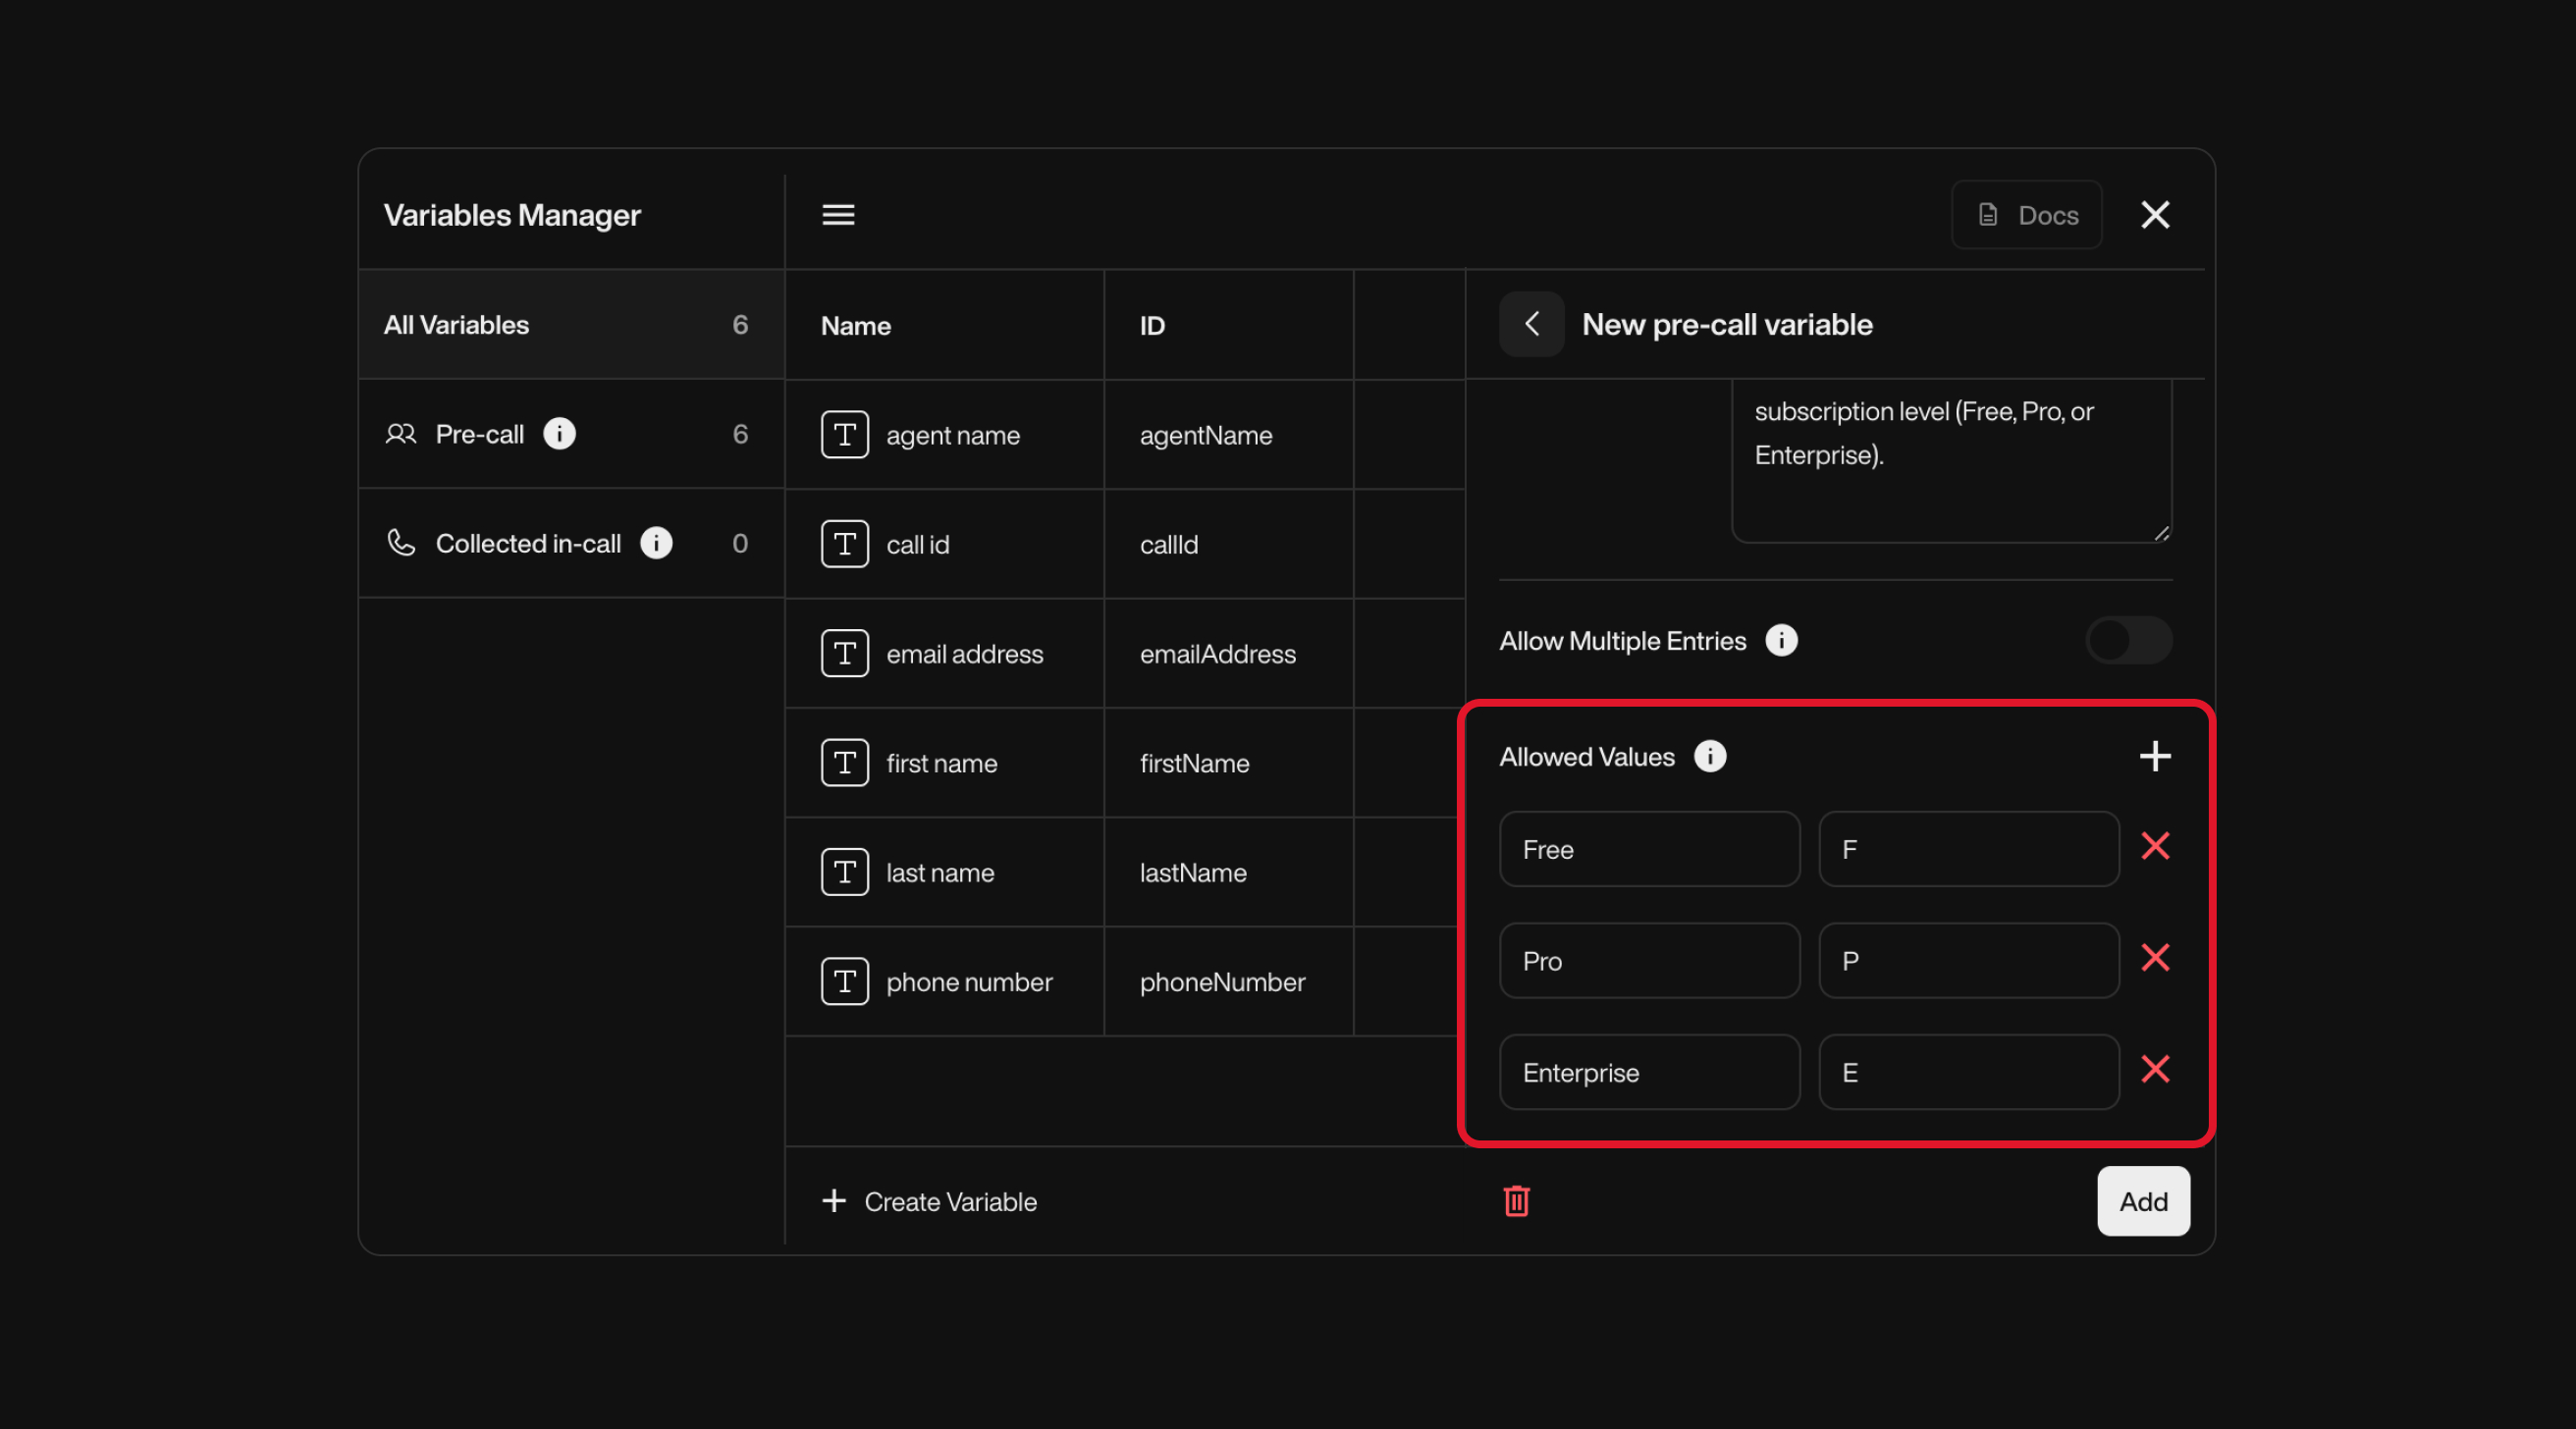 Variables Manager
Docs
All Variables 6
Pre-call 6
Collected in-call 0
Name ID
agent name agentName
call id callId
email address emailAddress
first name firstName
last name lastName
phone number phoneNumber
Create Variable
New pre-call variable
subscription level (Free, Pro, or
Enterprise).
Allow Multiple Entries
Allowed Values
Free F
Pro P
Enterprise E
Add